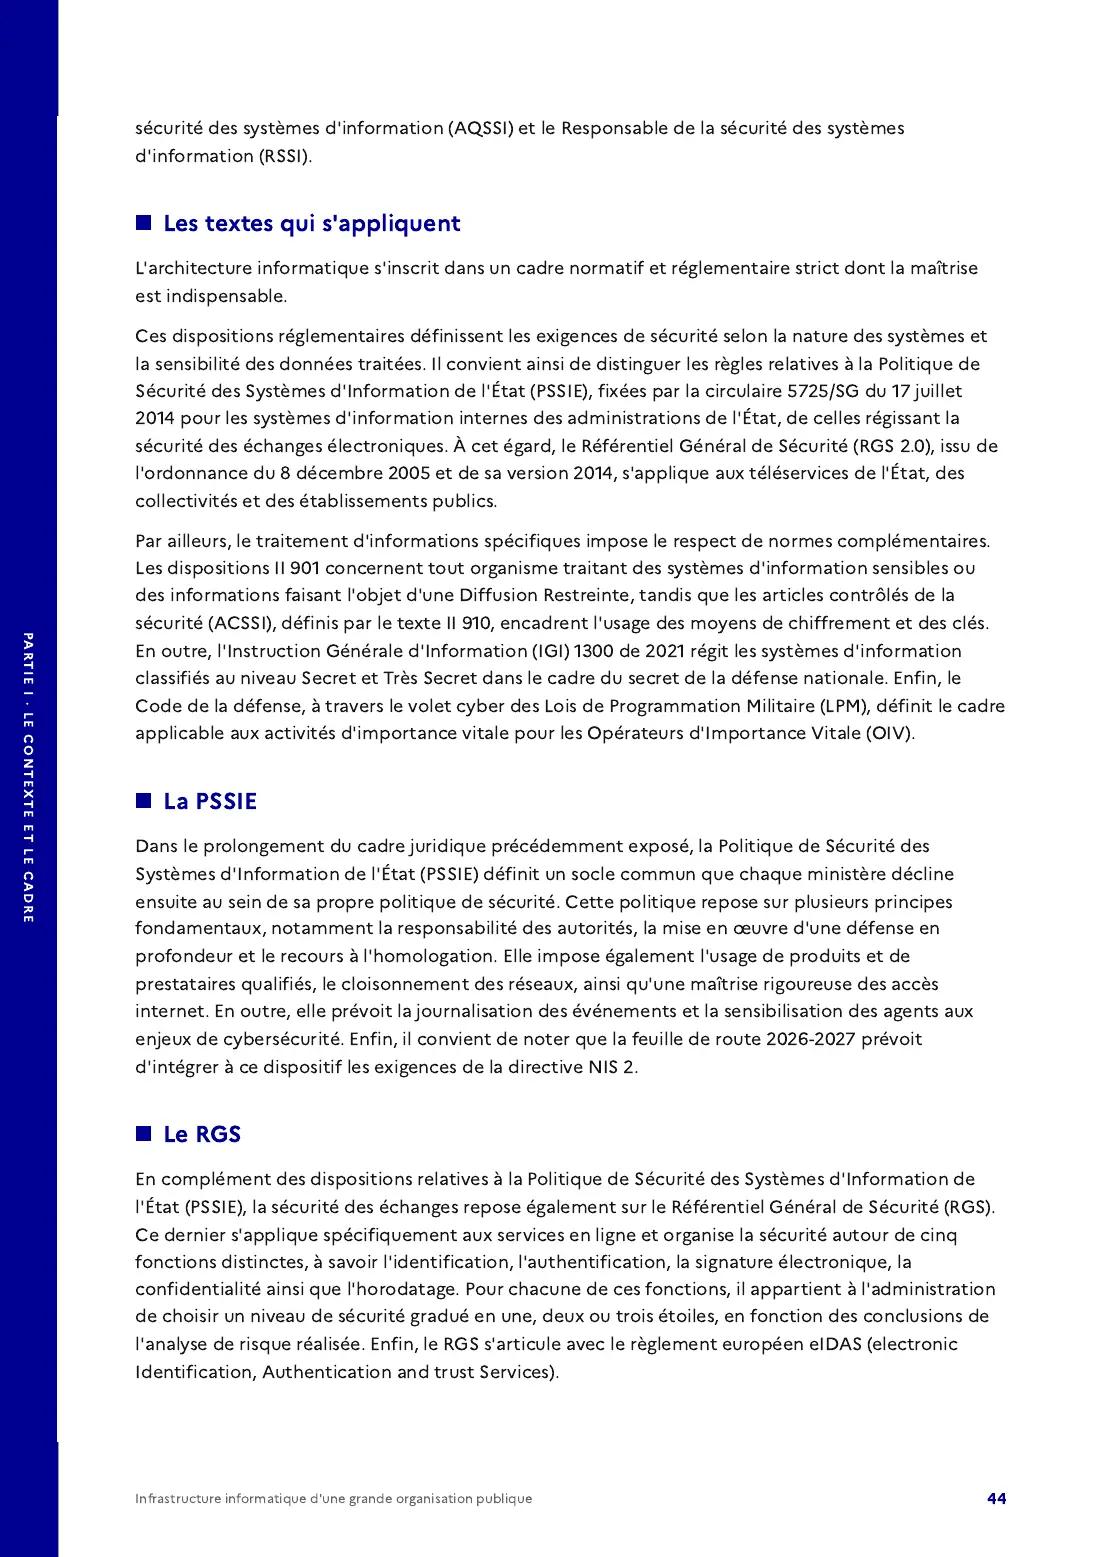 sécurité des systèmes d'information (AQSSI) et le Responsable de la sécurité des systèmes
d'information (RSSI).
Les textes qui s'appliquent
L'architecture informatique s'inscrit dans un cadre normatif et réglementaire strict dont la maîtrise
est indispensable.
Ces dispositions réglementaires définissent les exigences de sécurité selon la nature des systèmes et
la sensibilité des données traitées. Il convient ainsi de distinguer les règles relatives à la Politique de
Sécurité des Systèmes d'Information de l'État (PSSIE), fixées par la circulaire 5725/SG du 17 juillet
2014 pour les systèmes d'information internes des administrations de l'État, de celles régissant la
sécurité des échanges électroniques. À cet égard, le Référentiel Général de Sécurité (RGS 2.0), issu de
l'ordonnance du 8 décembre 2005 et de sa version 2014, s'applique aux téléservices de l'État, des
collectivités et des établissements publics.
Par ailleurs, le traitement d'informations spécifiques impose le respect de normes complémentaires.
Les dispositions II 901 concernent tout organisme traitant des systèmes d'information sensibles ou
des informations faisant l'objet d'une Diffusion Restreinte, tandis que les articles contrôlés de la
sécurité (ACSSI), définis par le texte II 910, encadrent l'usage des moyens de chiffrement et des clés.
En outre, l'Instruction Générale d'Information (IGI) 1300 de 2021 régit les systèmes d'information
classifiés au niveau Secret et Très Secret dans le cadre du secret de la défense nationale. Enfin, le
Code de la défense, à travers le volet cyber des Lois de Programmation Militaire (LPM), définit le cadre
applicable aux activités d'importance vitale pour les Opérateurs d'Importance Vitale (OIV).
La PSSIE
Dans le prolongement du cadre juridique précédemment exposé, la Politique de Sécurité des
Systèmes d'Information de l'État (PSSIE) définit un socle commun que chaque ministère décline
ensuite au sein de sa propre politique de sécurité. Cette politique repose sur plusieurs principes
fondamentaux, notamment la responsabilité des autorités, la mise en œuvre d'une défense en
profondeur et le recours à l'homologation. Elle impose également l'usage de produits et de
prestataires qualifiés, le cloisonnement des réseaux, ainsi qu'une maîtrise rigoureuse des accès
internet. En outre, elle prévoit la journalisation des événements et la sensibilisation des agents aux
enjeux de cybersécurité. Enfin, il convient de noter que la feuille de route 2026-2027 prévoit
d'intégrer à ce dispositif les exigences de la directive NIS 2.
Le RGS
En complément des dispositions relatives à la Politique de Sécurité des Systèmes d'Information de
l'État (PSSIE), la sécurité des échanges repose également sur le Référentiel Général de Sécurité (RGS).
Ce dernier s'applique spécifiquement aux services en ligne et organise la sécurité autour de cinq
fonctions distinctes, à savoir l'identification, l'authentification, la signature électronique, la
confidentialité ainsi que l'horodatage. Pour chacune de ces fonctions, il appartient à l'administration
de choisir un niveau de sécurité gradué en une, deux ou trois étoiles, en fonction des conclusions de
l'analyse de risque réalisée. Enfin, le RGS s'articule avec le règlement européen eIDAS (electronic
Identification, Authentication and trust Services).
PARTIE I · LE CONTEXTE ET LE CADRE
Infrastructure informatique d'une grande organisation publique
44